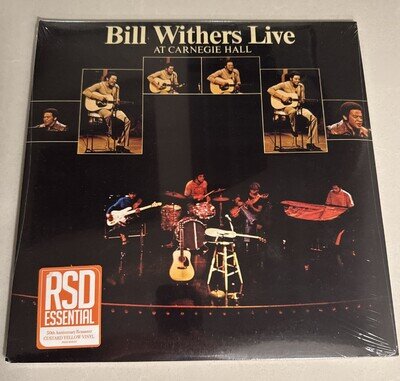 Bill Withers Live
AT CARNEGIE HALL
RSD
ESSENTIAL
50th Anniversary Reissue
CUSTARD YELLOW VINYL